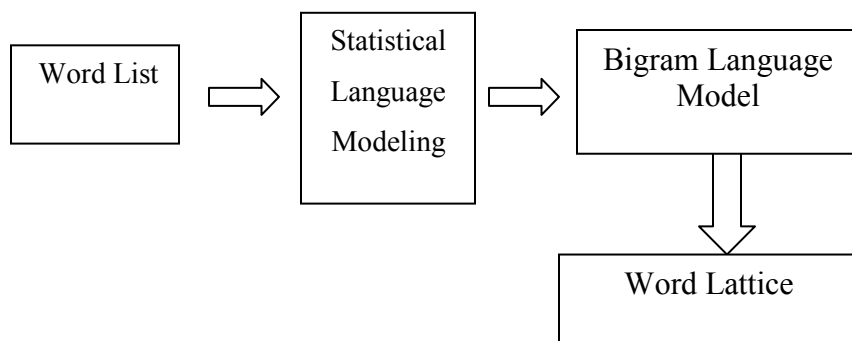 Word List
Statistical
Language
Modeling
Bigram Language
Model
Word Lattice